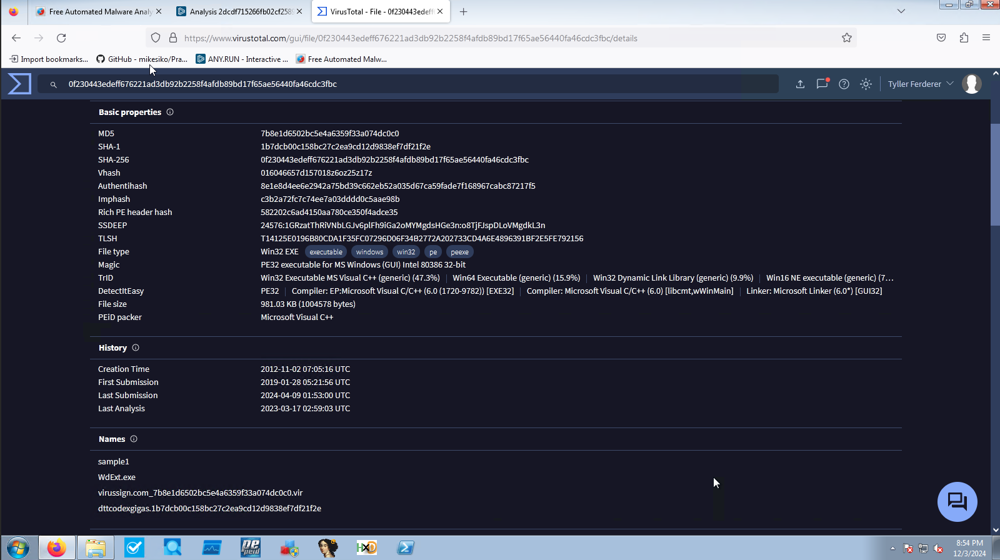 Free Automated Malware Analy
Analysis 2dcdf715266fb02cf2589
VirusTotal - File - 0f230443edeff
https://www.virustotal.com/gui/file/0f230443edeff676221ad3db92b2258f4afdb89bd17f65ae56440fa46cdc3fbc/details
Import bookmarks... GitHub - mikesiko/Pra... ANY.RUN - Interactive ... Free Automated Malw...
0f230443edeff676221ad3db92b2258f4afdb89bd17f65ae56440fa46cdc3fbc
Tyller Ferderer
Basic properties
MD5 7b8e1d6502bc5e4a6359f33a074dc0c0
SHA-1 1b7dcb00c158bc27c2ea9cd12d9838ef7df21f2e
SHA-256 0f230443edeff676221ad3db92b2258f4afdb89bd17f65ae56440fa46cdc3fbc
Vhash 016046657d157018z6oz25z17z
Authentihash 8e1e8d4ee6e2942a75bd39c662eb52a035d67ca59fade7f168967cabc87217f5
Imphash c3b2a72fc7c74ee7a03dddd0c5aae98b
Rich PE header hash 582202c6ad4150aa780ce350f4adce35
SSDEEP 24576:1GRzatThRiVNbLGJv6plFh9iGa2oMYMgdsHGe3n:o8TjFJspDLoVMgdkL3n
TLSH T14125E0196B80CDA1F35FC07296D06F34B2772A202733CD4A6E4896391BF2E5FE792156
File type Win32 EXE executable windows win32 pe peexe
Magic PE32 executable for MS Windows (GUI) Intel 80386 32-bit
TrID Win32 Executable MS Visual C++ (generic) (47.3%) Win64 Executable (generic) (15.9%) Win32 Dynamic Link Library (generic) (9.9%) Win16 NE executable (generic) (7...
DetectItEasy PE32 Compiler: EP:Microsoft Visual C/C++ (6.0 (1720-9782)) [EXE32] Compiler: Microsoft Visual C/C++ (6.0) [libcmt,wWinMain] Linker: Microsoft Linker (6.0*) [GUI32]
File size 981.03 KB (1004578 bytes)
PEiD packer Microsoft Visual C++
History
Creation Time 2012-11-02 07:05:16 UTC
First Submission 2019-01-28 05:21:56 UTC
Last Submission 2024-04-09 01:53:00 UTC
Last Analysis 2023-03-17 02:59:03 UTC
Names
sample1
WdExt.exe
virussign.com_7b8e1d6502bc5e4a6359f33a074dc0c0.vir
dttcodexgigas.1b7dcb00c158bc27c2ea9cd12d9838ef7df21f2e
pe
peid
HXD
8:54 PM
12/3/2024